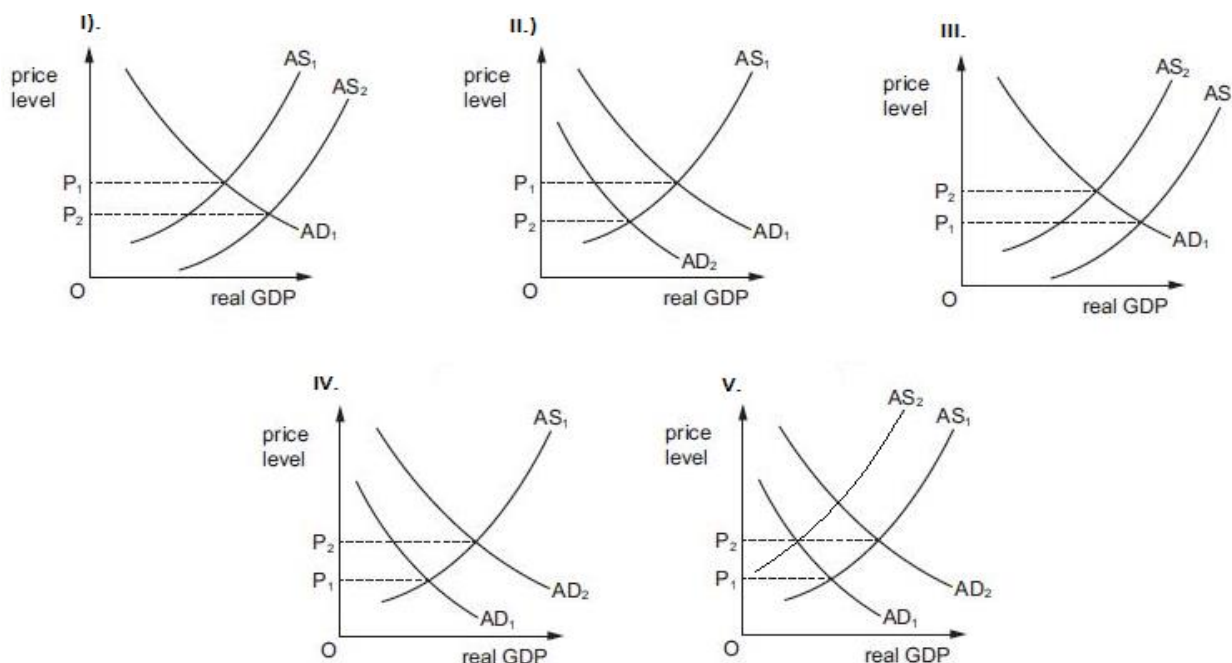 I).
price
level
AS₁
AS₂
P₁
P₂
AD₁
O
real GDP
II.)
price
level
AS₁
P₁
P₂
AD₁
AD₂
O
real GDP
III.
price
level
AS₂
AS
P₂
P₁
AD₁
O
real GDP
IV.
price
level
AS₁
P₂
P₁
AD₂
AD₁
O
real GDP
V.
price
level
AS₂
AS₁
P₂
P₁
AD₂
AD₁
O
real GDP